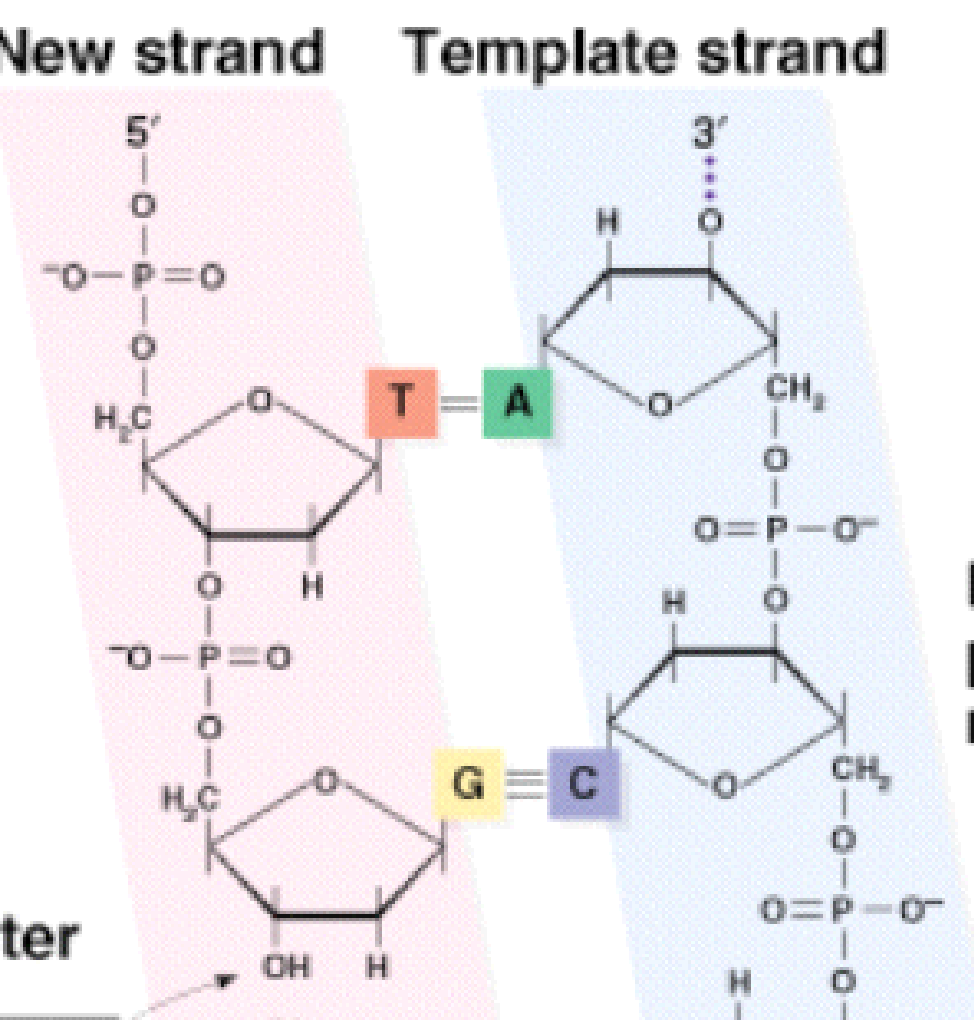 New strand Template strand
5′ 3′
O H O
⁻O P O
O
O T A O CH₂
H₂C
O
O P O⁻
O H H O
⁻O P O
O
O G C O CH₂
H₂C
O
ter O P O⁻
OH H H O